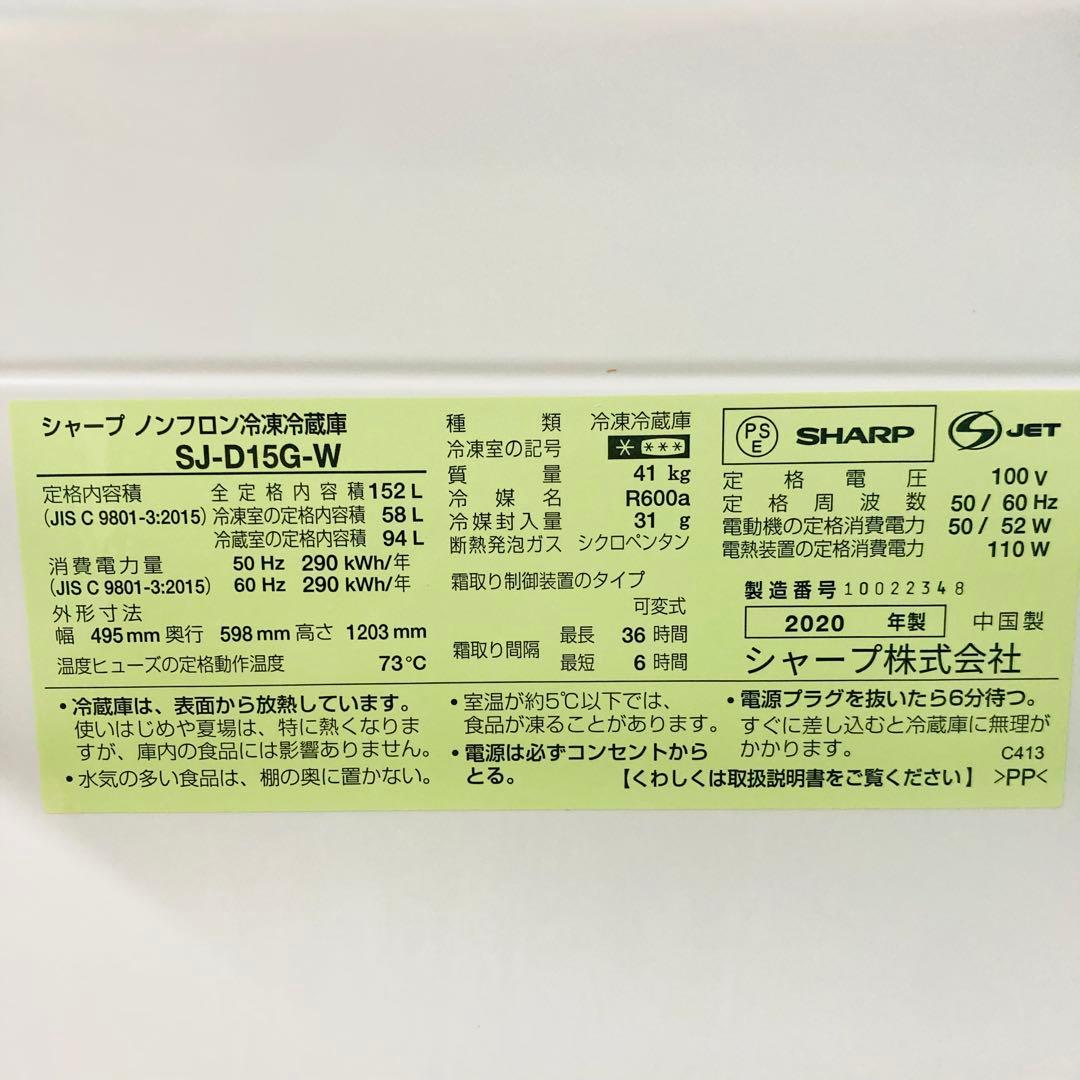 シャープ ノンフロン冷凍冷蔵庫
SJ-D15G-W
定格内容積 全定格内容積 152 L
(JIS C 9801-3:2015) 冷凍室の定格内容積 58 L
冷蔵室の定格内容積 94 L
消費電力量 50 Hz 290 kWh/年
(JIS C 9801-3:2015) 60 Hz 290 kWh/年
外形寸法
幅 495 mm 奥行 598 mm 高さ 1203 mm
温度ヒューズの定格動作温度 73℃
種類 冷凍冷蔵庫
冷凍室の記号 * ***
質量 41 kg
冷媒名 R600a
冷媒封入量 31 g
断熱発泡ガス シクロペンタン
霜取り制御装置のタイプ
可変式
霜取り間隔 最長 36 時間
最短 6 時間
PSE SHARP S JET
定格電圧 100 V
定格周波数 50 / 60 Hz
電動機の定格消費電力 50 / 52 W
電熱装置の定格消費電力 110 W
製造番号 10022348
2020 年製 中国製
シャープ株式会社
・冷蔵庫は、表面から放熱しています。
使いはじめや夏場は、特に熱くなりま
すが、庫内の食品には影響ありません。
・水気の多い食品は、棚の奥に置かない。
・室温が約5℃以下では、
食品が凍ることがあります。
・電源は必ずコンセントから
とる。
・電源プラグを抜いたら6分待つ。
すぐに差し込むと冷蔵庫に無理が
かかります。 C413
【くわしくは取扱説明書をご覧ください】 >PP<